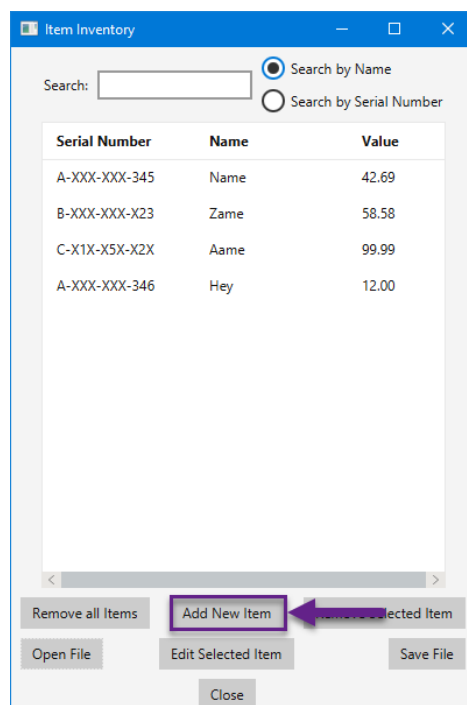 Item Inventory
Search by Name
Search:
Search by Serial Number
Serial Number Name Value
A-XXX-XXX-345 Name 42.69
B-XXX-XXX-X23 Zame 58.58
C-X1X-X5X-X2X Aame 99.99
A-XXX-XXX-346 Hey 12.00
Remove all Items Add New Item Item
Open File Edit Selected Item Save File
Close